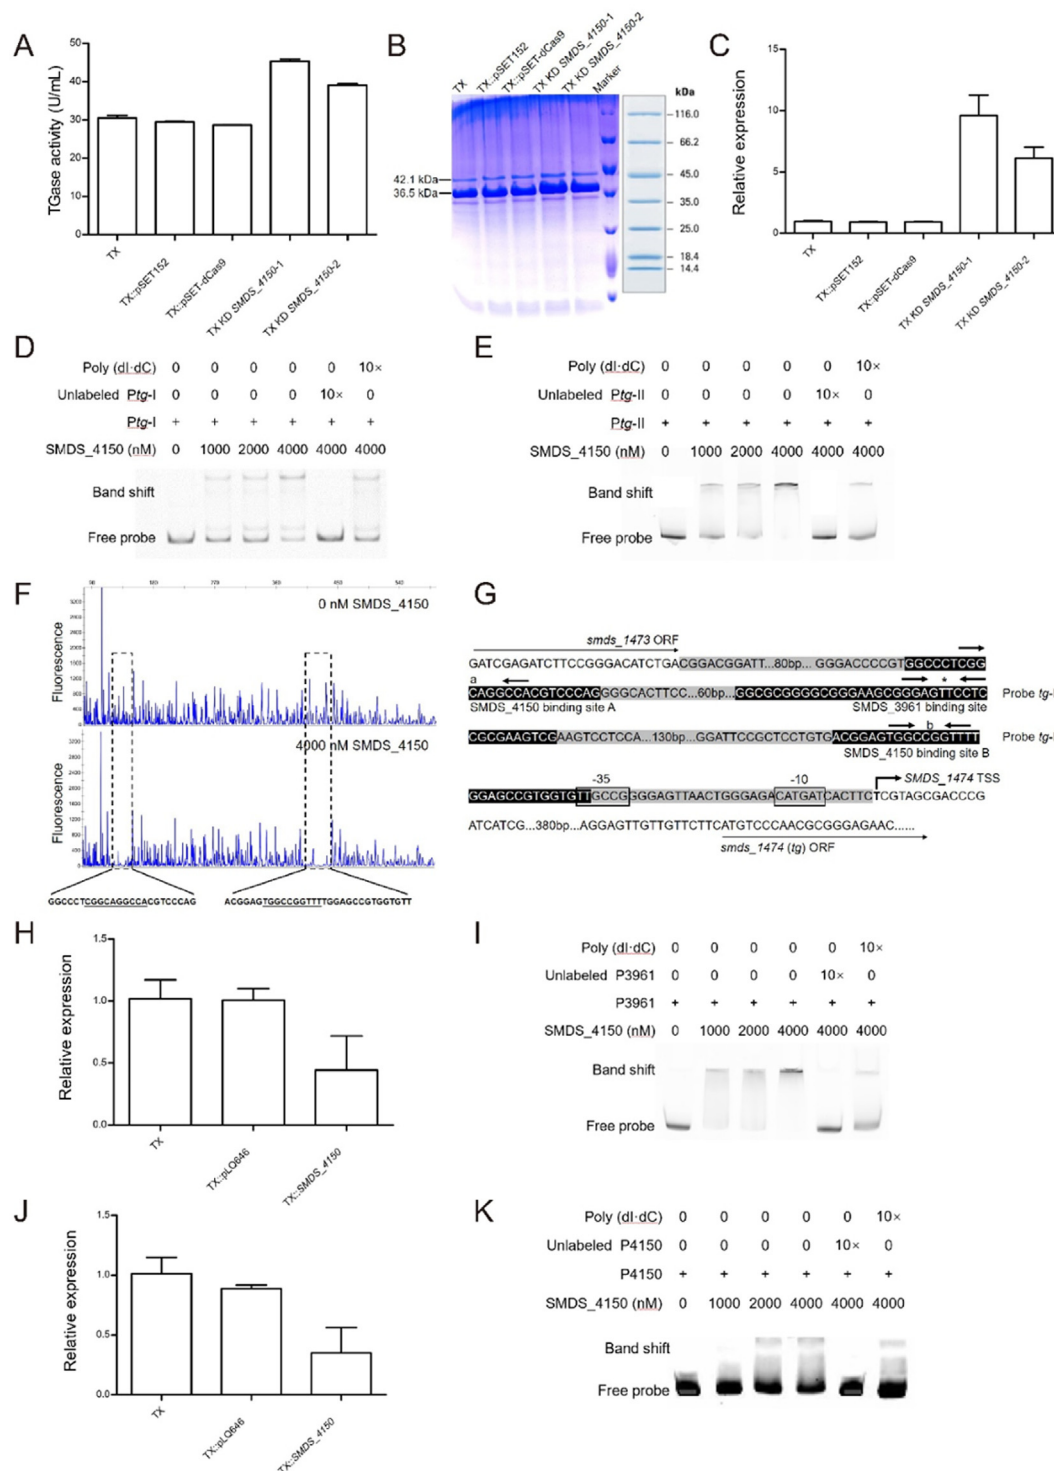 A
TGase activity (U/mL)
50
40
30
20
10
0
TX
TX::pSET152
TX::pSET-dCas9
TX KD SMDS_4150-1
TX KD SMDS_4150-2
B
TX
TX::pSET152
TX::pSET-dCas9
TX KD SMDS_4150-1
TX KD SMDS_4150-2
Marker
kDa
116.0
66.2
45.0
35.0
25.0
18.4
14.4
42.1 kDa
36.5 kDa
C
Relative expression
15
10
5
0
TX
TX::pSET152
TX::pSET-dCas9
TX KD SMDS_4150-1
TX KD SMDS_4150-2
D
Poly (dI·dC) 0 0 0 0 0 10×
Unlabeled Ptg-I 0 0 0 0 10× 0
Ptg-I + + + + + +
SMDS_4150 (nM) 0 1000 2000 4000 4000 4000
Band shift
Free probe
E
Poly (dI·dC) 0 0 0 0 0 10×
Unlabeled Ptg-II 0 0 0 0 10× 0
Ptg-II + + + + + +
SMDS_4150 (nM) 0 1000 2000 4000 4000 4000
Band shift
Free probe
F
0 nM SMDS_4150
Fluorescence
4000 nM SMDS_4150
Fluorescence
GGCCCTCGGCAGGCCACGTCCCAG
ACGGAGTGGCCGGTTTTGGAGCCGTGGTGTT
G
smds_1473 ORF
GATCGAGATCTTCCGGGACATCTGACGGACGGATT...80bp... GGGACCCCGTGGCCCTCGG
a
CAGGCCACGTCCCAGGGGCACTTCC...60bp...GGCGCGGGGCGGGAAGCGGGAGTTCCTC
*
Probe tg-I
SMDS_4150 binding site A
SMDS_3961 binding site
b
CGCGAAGTCGAAGTCCTCCA...130bp...GGATTCCGCTCCTGTGACGGAGTGGCCGGTTTT
Probe tg-I
SMDS_4150 binding site B
-35
-10
SMDS_1474 TSS
GGAGCCGTGGTGTTGCCGGGGGAGTTAACTGGGAGACATGATCACTTCTCGTAGCGACCCG
ATCATCG...380bp...AGGAGTTGTTGTTCTTCATGTCCCAACGCGGGAGAAC......
smds_1474 (tg) ORF
H
Relative expression
1.5
1.0
0.5
0.0
TX
TX::pLQ646
TX::SMDS_4150
I
Poly (dI·dC) 0 0 0 0 0 10×
Unlabeled P3961 0 0 0 0 10× 0
P3961 + + + + + +
SMDS_4150 (nM) 0 1000 2000 4000 4000 4000
Band shift
Free probe
J
Relative expression
1.5
1.0
0.5
0.0
TX
TX::pLQ646
TX::SMDS_4150
K
Poly (dI·dC) 0 0 0 0 0 10×
Unlabeled P4150 0 0 0 0 10× 0
P4150 + + + + + +
SMDS_4150 (nM) 0 1000 2000 4000 4000 4000
Band shift
Free probe